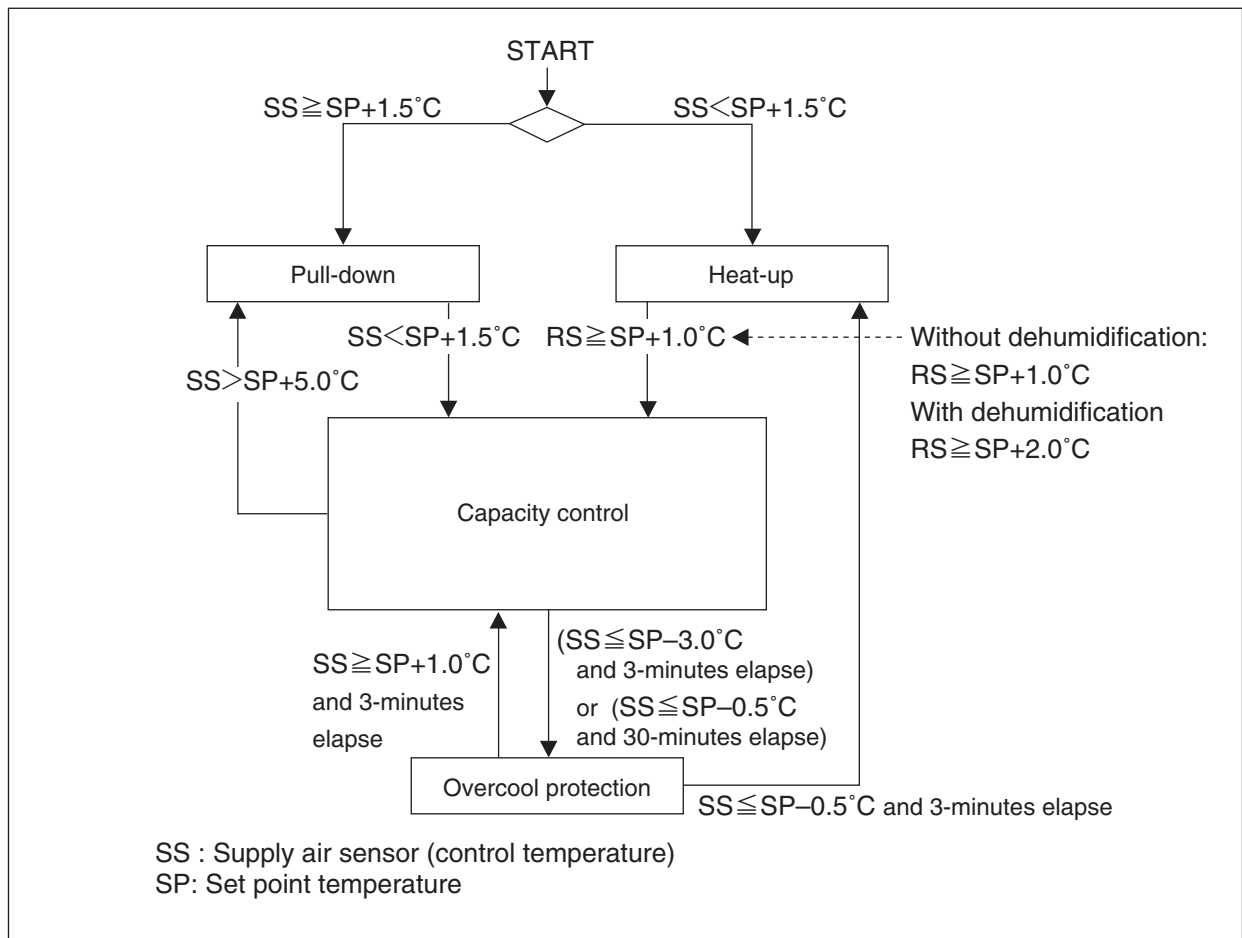 START
SS≧SP+1.5˚C
SS<SP+1.5˚C
Pull-down
Heat-up
SS<SP+1.5˚C
RS≧SP+1.0˚C
Without dehumidification:
RS≧SP+1.0˚C
With dehumidification
RS≧SP+2.0˚C
SS>SP+5.0˚C
Capacity control
SS≧SP+1.0˚C
and 3-minutes
elapse
(SS≦SP–3.0˚C
and 3-minutes elapse)
or (SS≦SP–0.5˚C
and 30-minutes elapse)
Overcool protection
SS≦SP–0.5˚C and 3-minutes elapse
SS : Supply air sensor (control temperature)
SP: Set point temperature